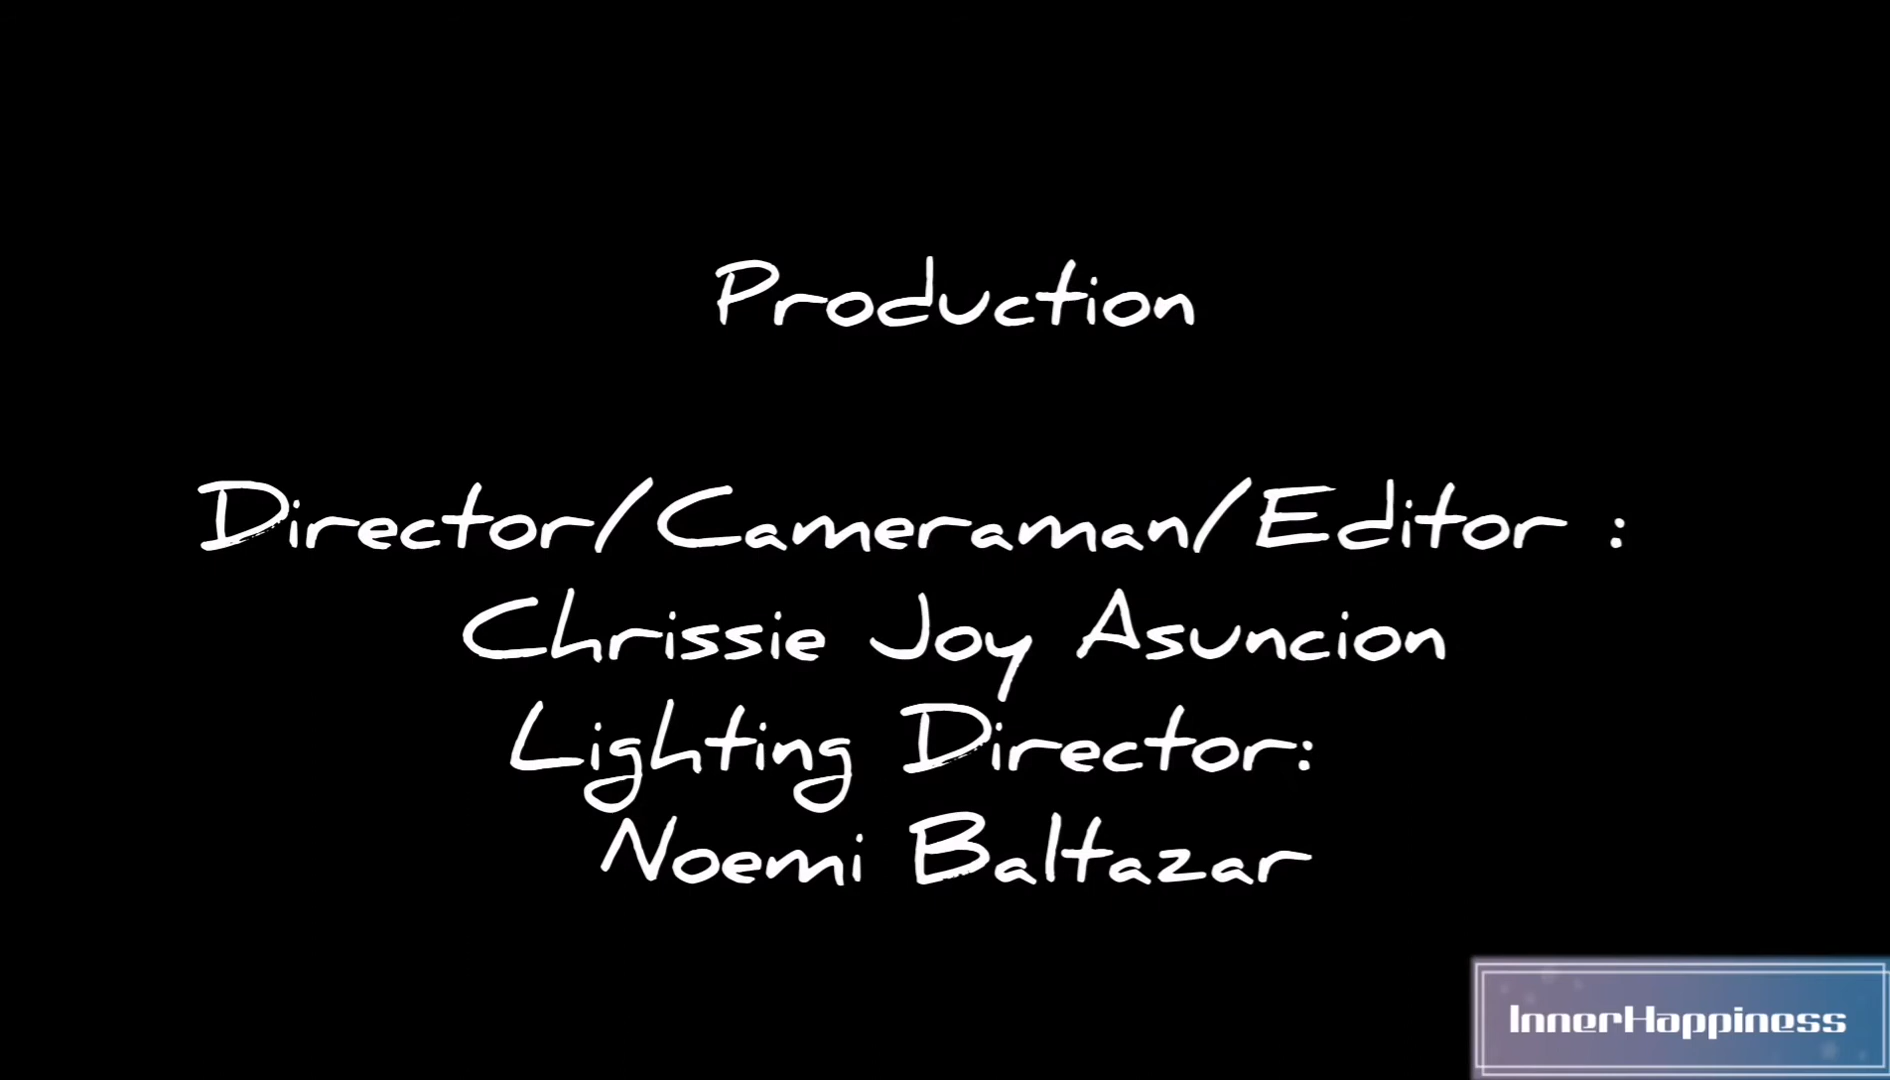 Production
Director/Cameraman/Editor :
Chrissie Joy Asuncion
Lighting Director:
Noemi Baltazar
InnerHappiness